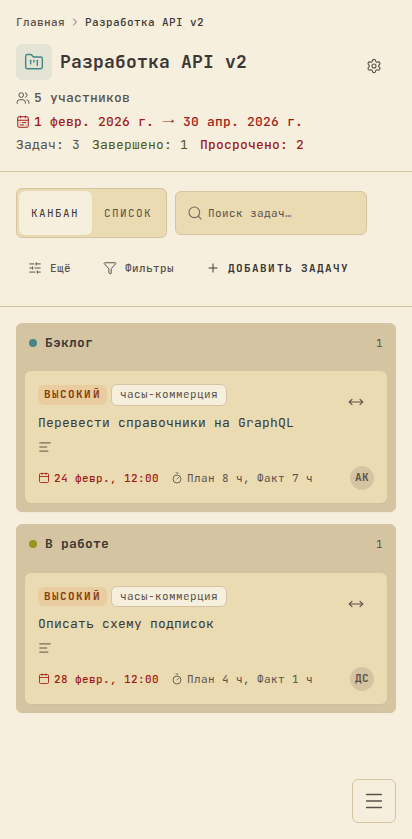 Главная > Разработка API v2
Разработка API v2
5 участников
1 февр. 2026 г. → 30 апр. 2026 г.
Задач: 3 Завершено: 1 Просрочено: 2
КАНБАН СПИСОК Поиск задач…
Ещё Фильтры + ДОБАВИТЬ ЗАДАЧУ
Бэклог 1
ВЫСОКИЙ часы-коммерция
Перевести справочники на GraphQL
24 февр., 12:00 План 8 ч, Факт 7 ч АК
В работе 1
ВЫСОКИЙ часы-коммерция
Описать схему подписок
28 февр., 12:00 План 4 ч, Факт 1 ч ДС